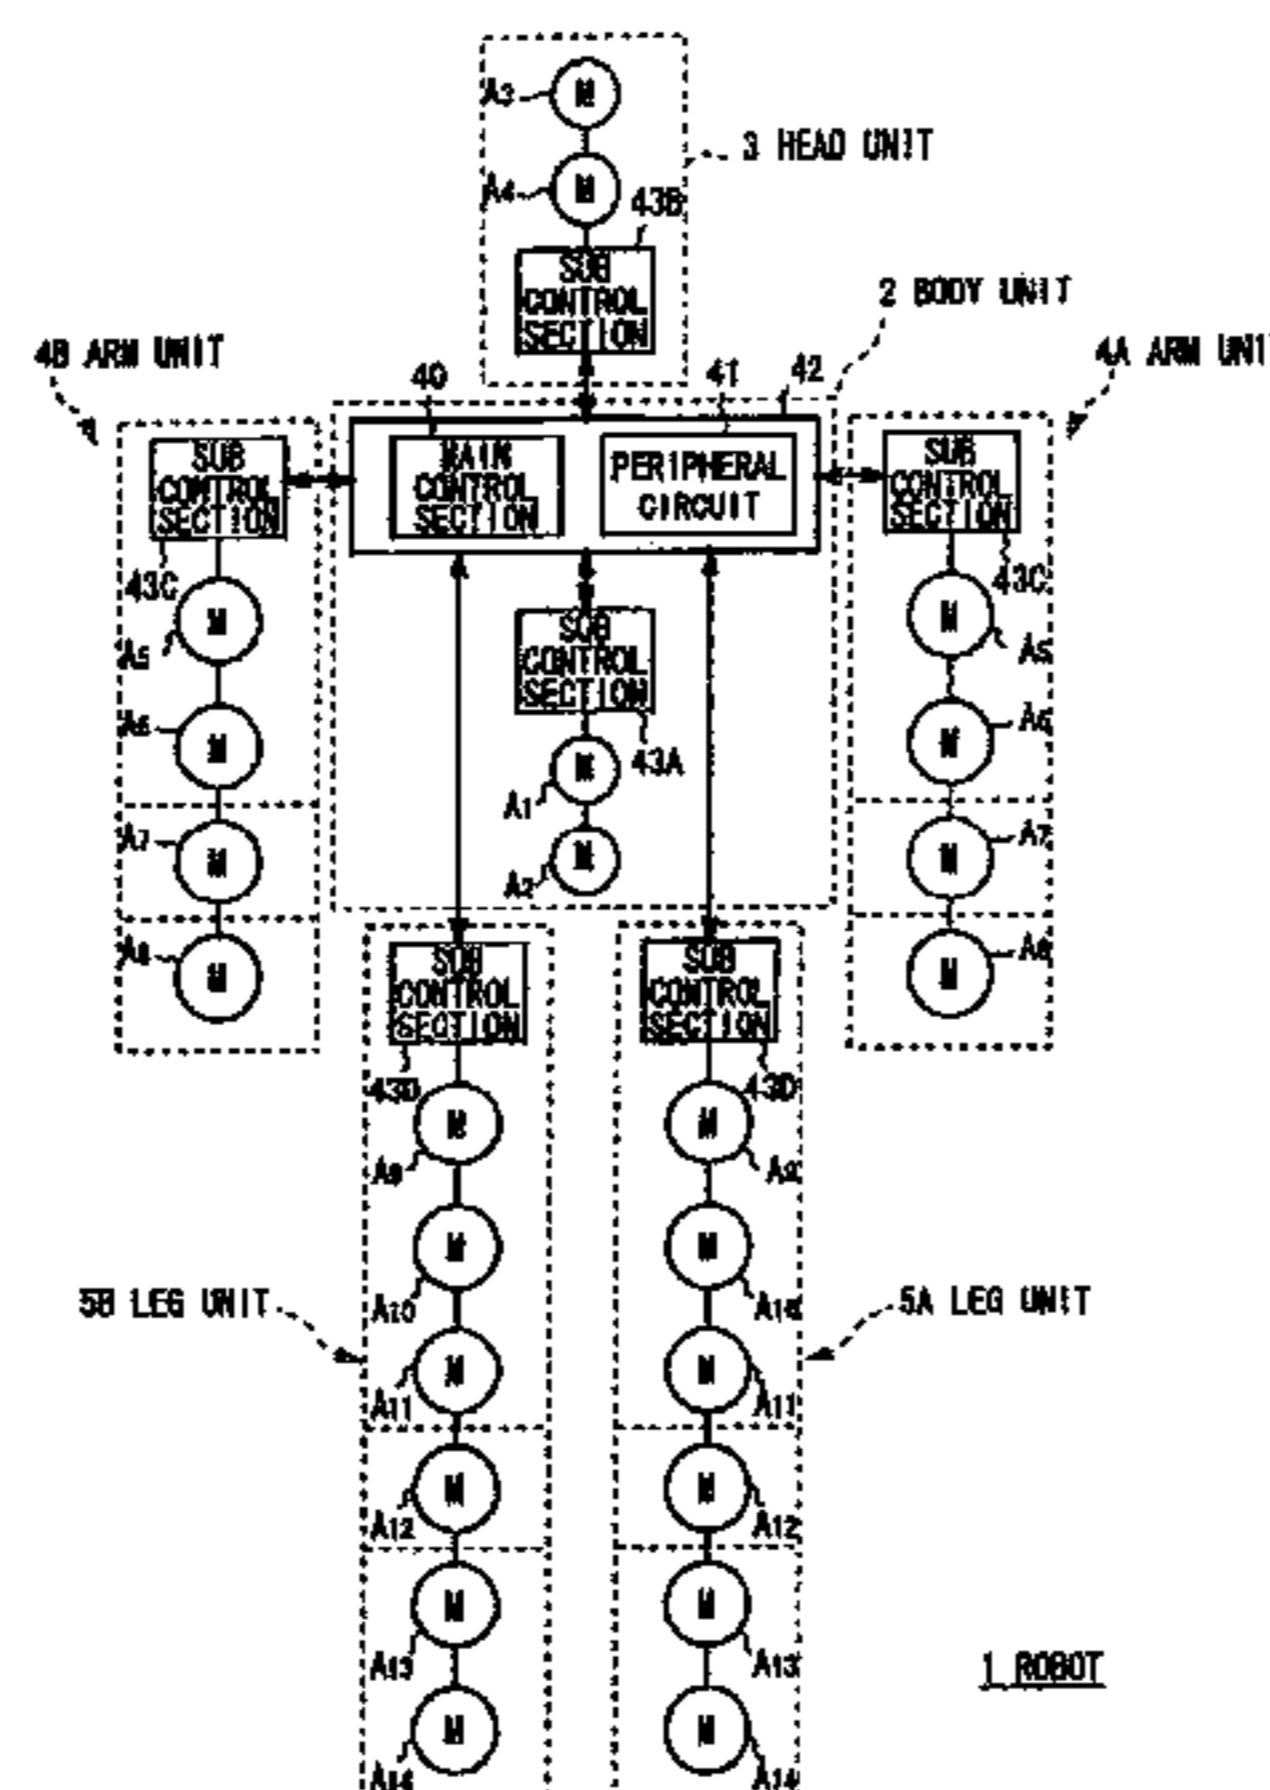 A3
M
3 HEAD UNIT
A4
M
43B
SUB
CONTROL
SECTION
2 BODY UNIT
4B ARM UNIT
4A ARM UNIT
40
41
42
SUB
CONTROL
SECTION
MAIN
CONTROL
SECTION
PERIPHERAL
CIRCUIT
SUB
CONTROL
SECTION
43C
43C
SUB
CONTROL
SECTION
43A
A5
M
M
A5
A6
M
M
A6
M
A1
M
A2
A7
M
M
A7
A8
M
M
A8
SUB
CONTROL
SECTION
SUB
CONTROL
SECTION
43D
43D
M
A9
M
A9
M
A10
M
A10
5B LEG UNIT
5A LEG UNIT
M
A11
M
A11
M
A12
M
A12
M
A13
M
A13
M
A14
M
A14
1 ROBOT